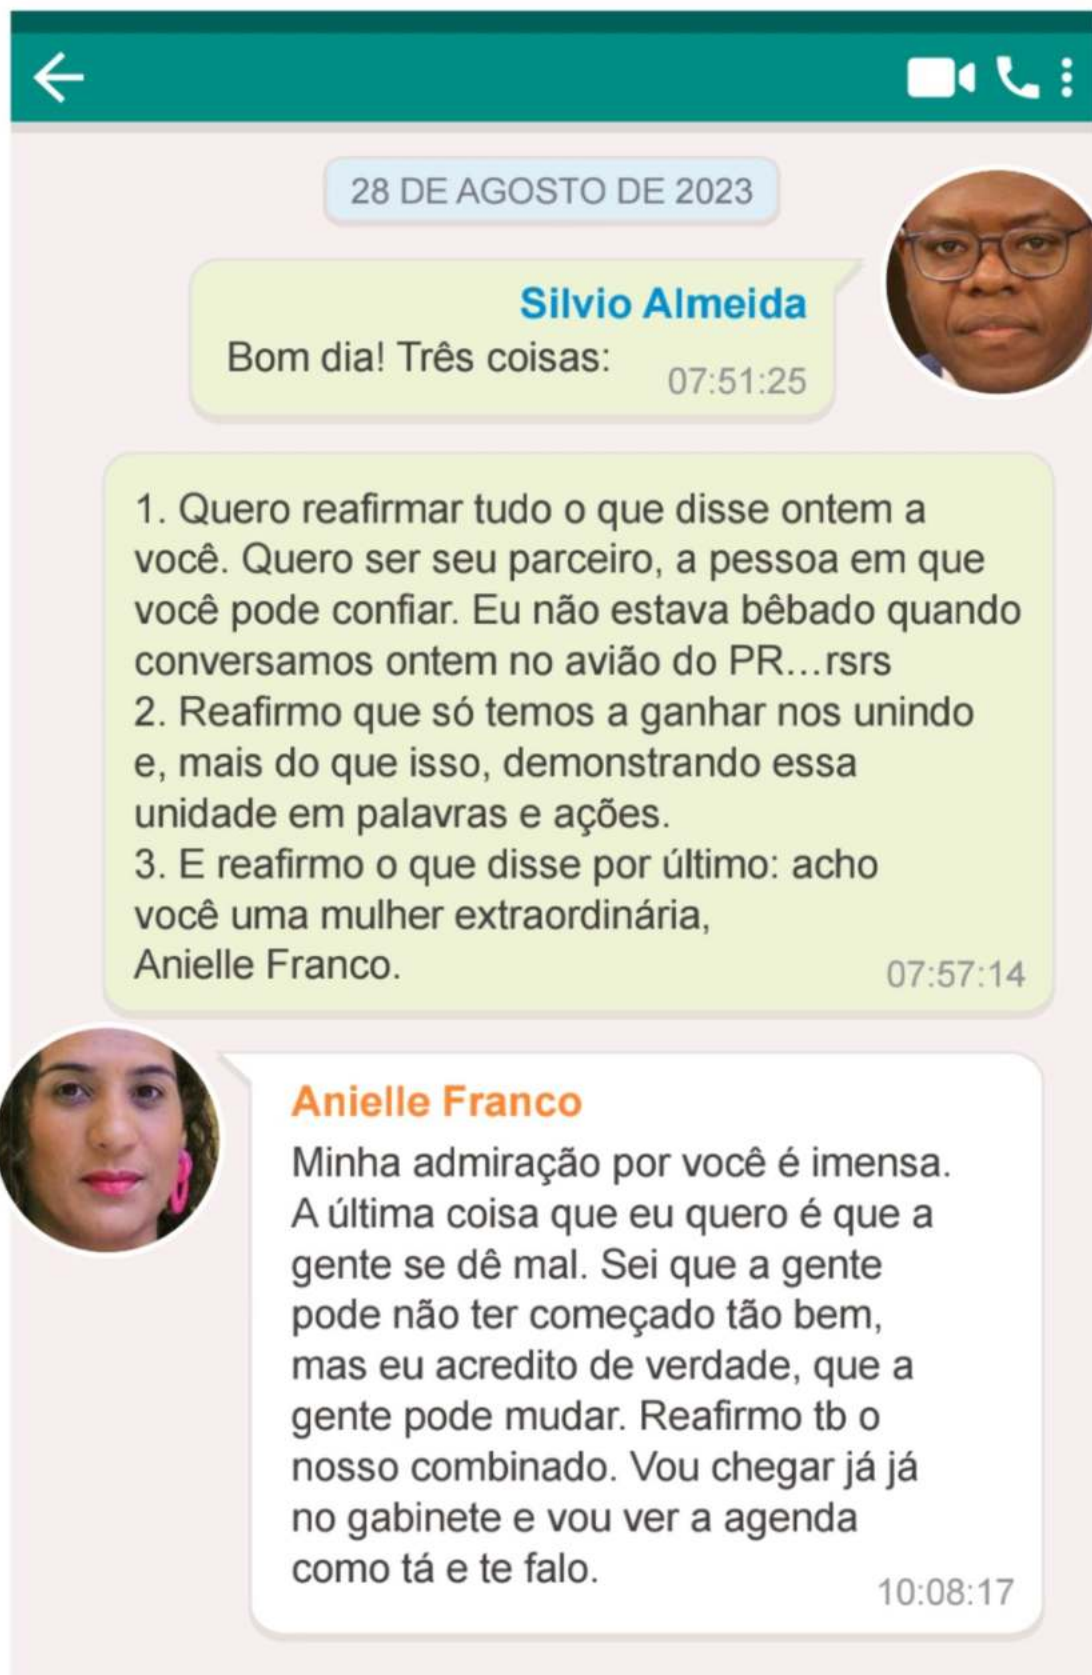 28 DE AGOSTO DE 2023
Silvio Almeida
Bom dia! Três coisas:
07:51:25
1. Quero reafirmar tudo o que disse ontem a
você. Quero ser seu parceiro, a pessoa em que
você pode confiar. Eu não estava bêbado quando
conversamos ontem no avião do PR...rsrs
2. Reafirmo que só temos a ganhar nos unindo
e, mais do que isso, demonstrando essa
unidade em palavras e ações.
3. E reafirmo o que disse por último: acho
você uma mulher extraordinária,
Anielle Franco.
07:57:14
Anielle Franco
Minha admiração por você é imensa.
A última coisa que eu quero é que a
gente se dê mal. Sei que a gente
pode não ter começado tão bem,
mas eu acredito de verdade, que a
gente pode mudar. Reafirmo tb o
nosso combinado. Vou chegar já já
no gabinete e vou ver a agenda
como tá e te falo.
10:08:17